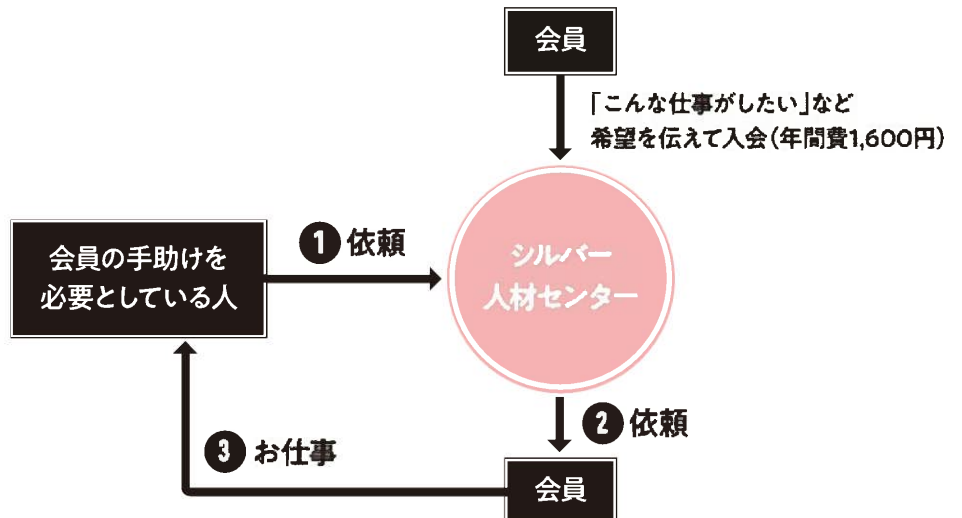 会員
「こんな仕事がしたい」など
希望を伝えて入会（年間費1,600円）
会員の手助けを
必要としている人
1 依頼
シルバー
人材センター
2 依頼
3 お仕事
会員